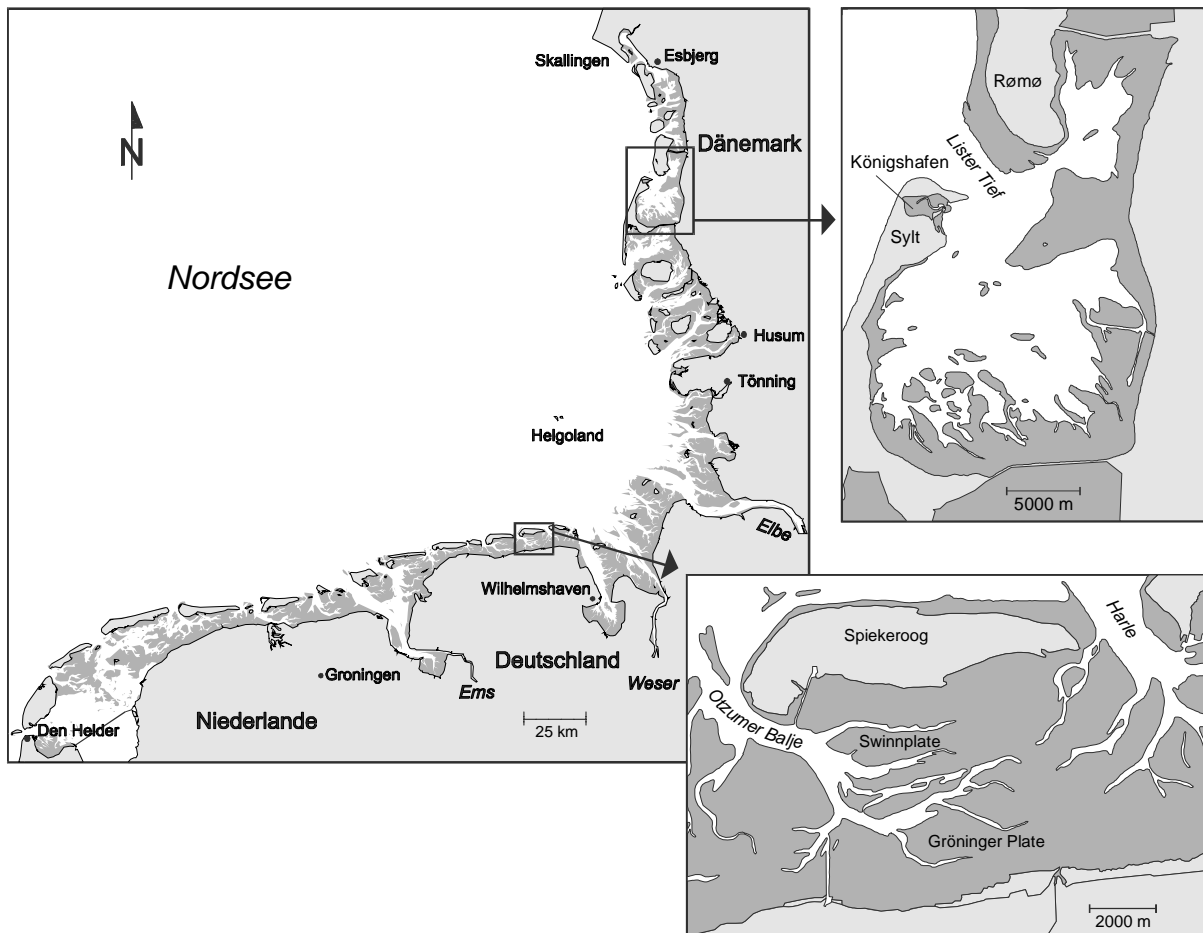 Skallingen
Esbjerg
N
Dänemark
Nordsee
Husum
Tönning
Helgoland
Elbe
Wilhelmshaven
Deutschland
Weser
Groningen
Ems
Niederlande
25 km
Den Helder
Rømø
Lister Tief
Königshafen
Sylt
5000 m
Harle
Spiekeroog
Otzumer Balje
Swinnplate
Gröninger Plate
2000 m